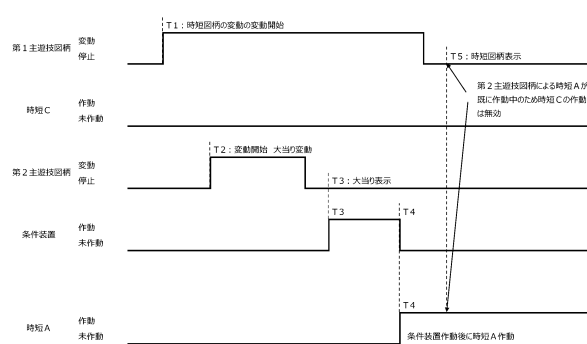 T1：時短図柄の変動の変動開始
第1主遊技図柄
変動
停止
T5：時短図柄表示
第2主遊技図柄による時短Aが
既に作動中のため時短Cの作動
は無効
時短C
作動
未作動
T2：変動開始 大当り変動
第2主遊技図柄
変動
停止
T3：大当り表示
条件装置
作動
未作動
T3
T4
時短A
作動
未作動
T4
条件装置作動後に時短A作動